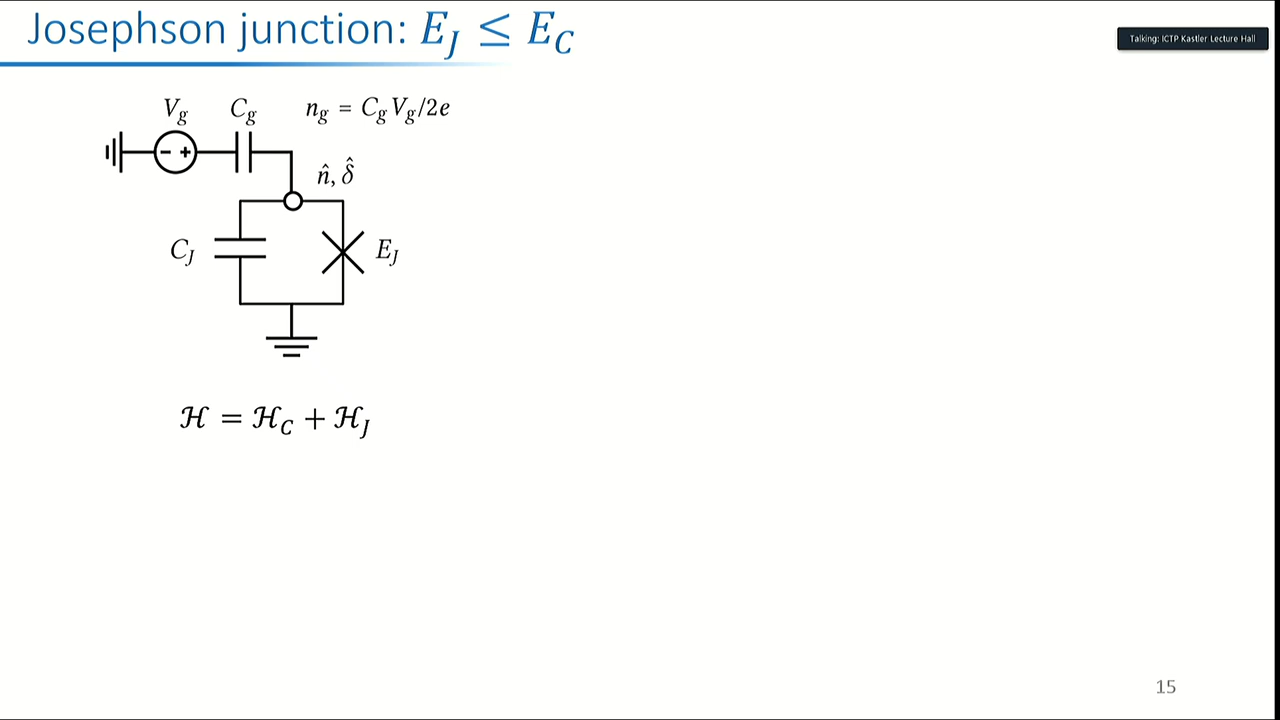 Josephson junction: E_J ≤ E_C
Talking: ICTP Kastler Lecture Hall
V_g C_g n_g = C_g V_g/2e
- +
n̂, δ̂
C_J E_J
ℋ = ℋ_C + ℋ_J
15